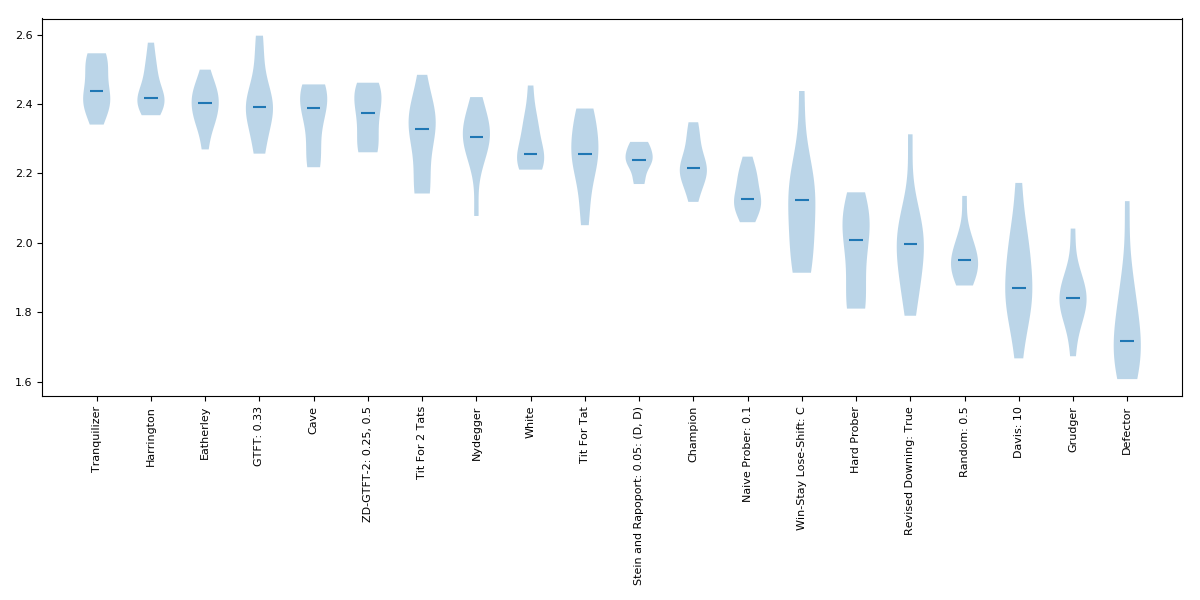 2.6
2.4
2.2
2.0
1.8
1.6
Tranquilizer
Harrington
Eatherley
GTFT: 0.33
Cave
ZD-GTFT-2: 0.25, 0.5
Tit For 2 Tats
Nydegger
White
Tit For Tat
Stein and Rapoport: 0.05: (D, D)
Champion
Naive Prober: 0.1
Win-Stay Lose-Shift: C
Hard Prober
Revised Downing: True
Random: 0.5
Davis: 10
Grudger
Defector